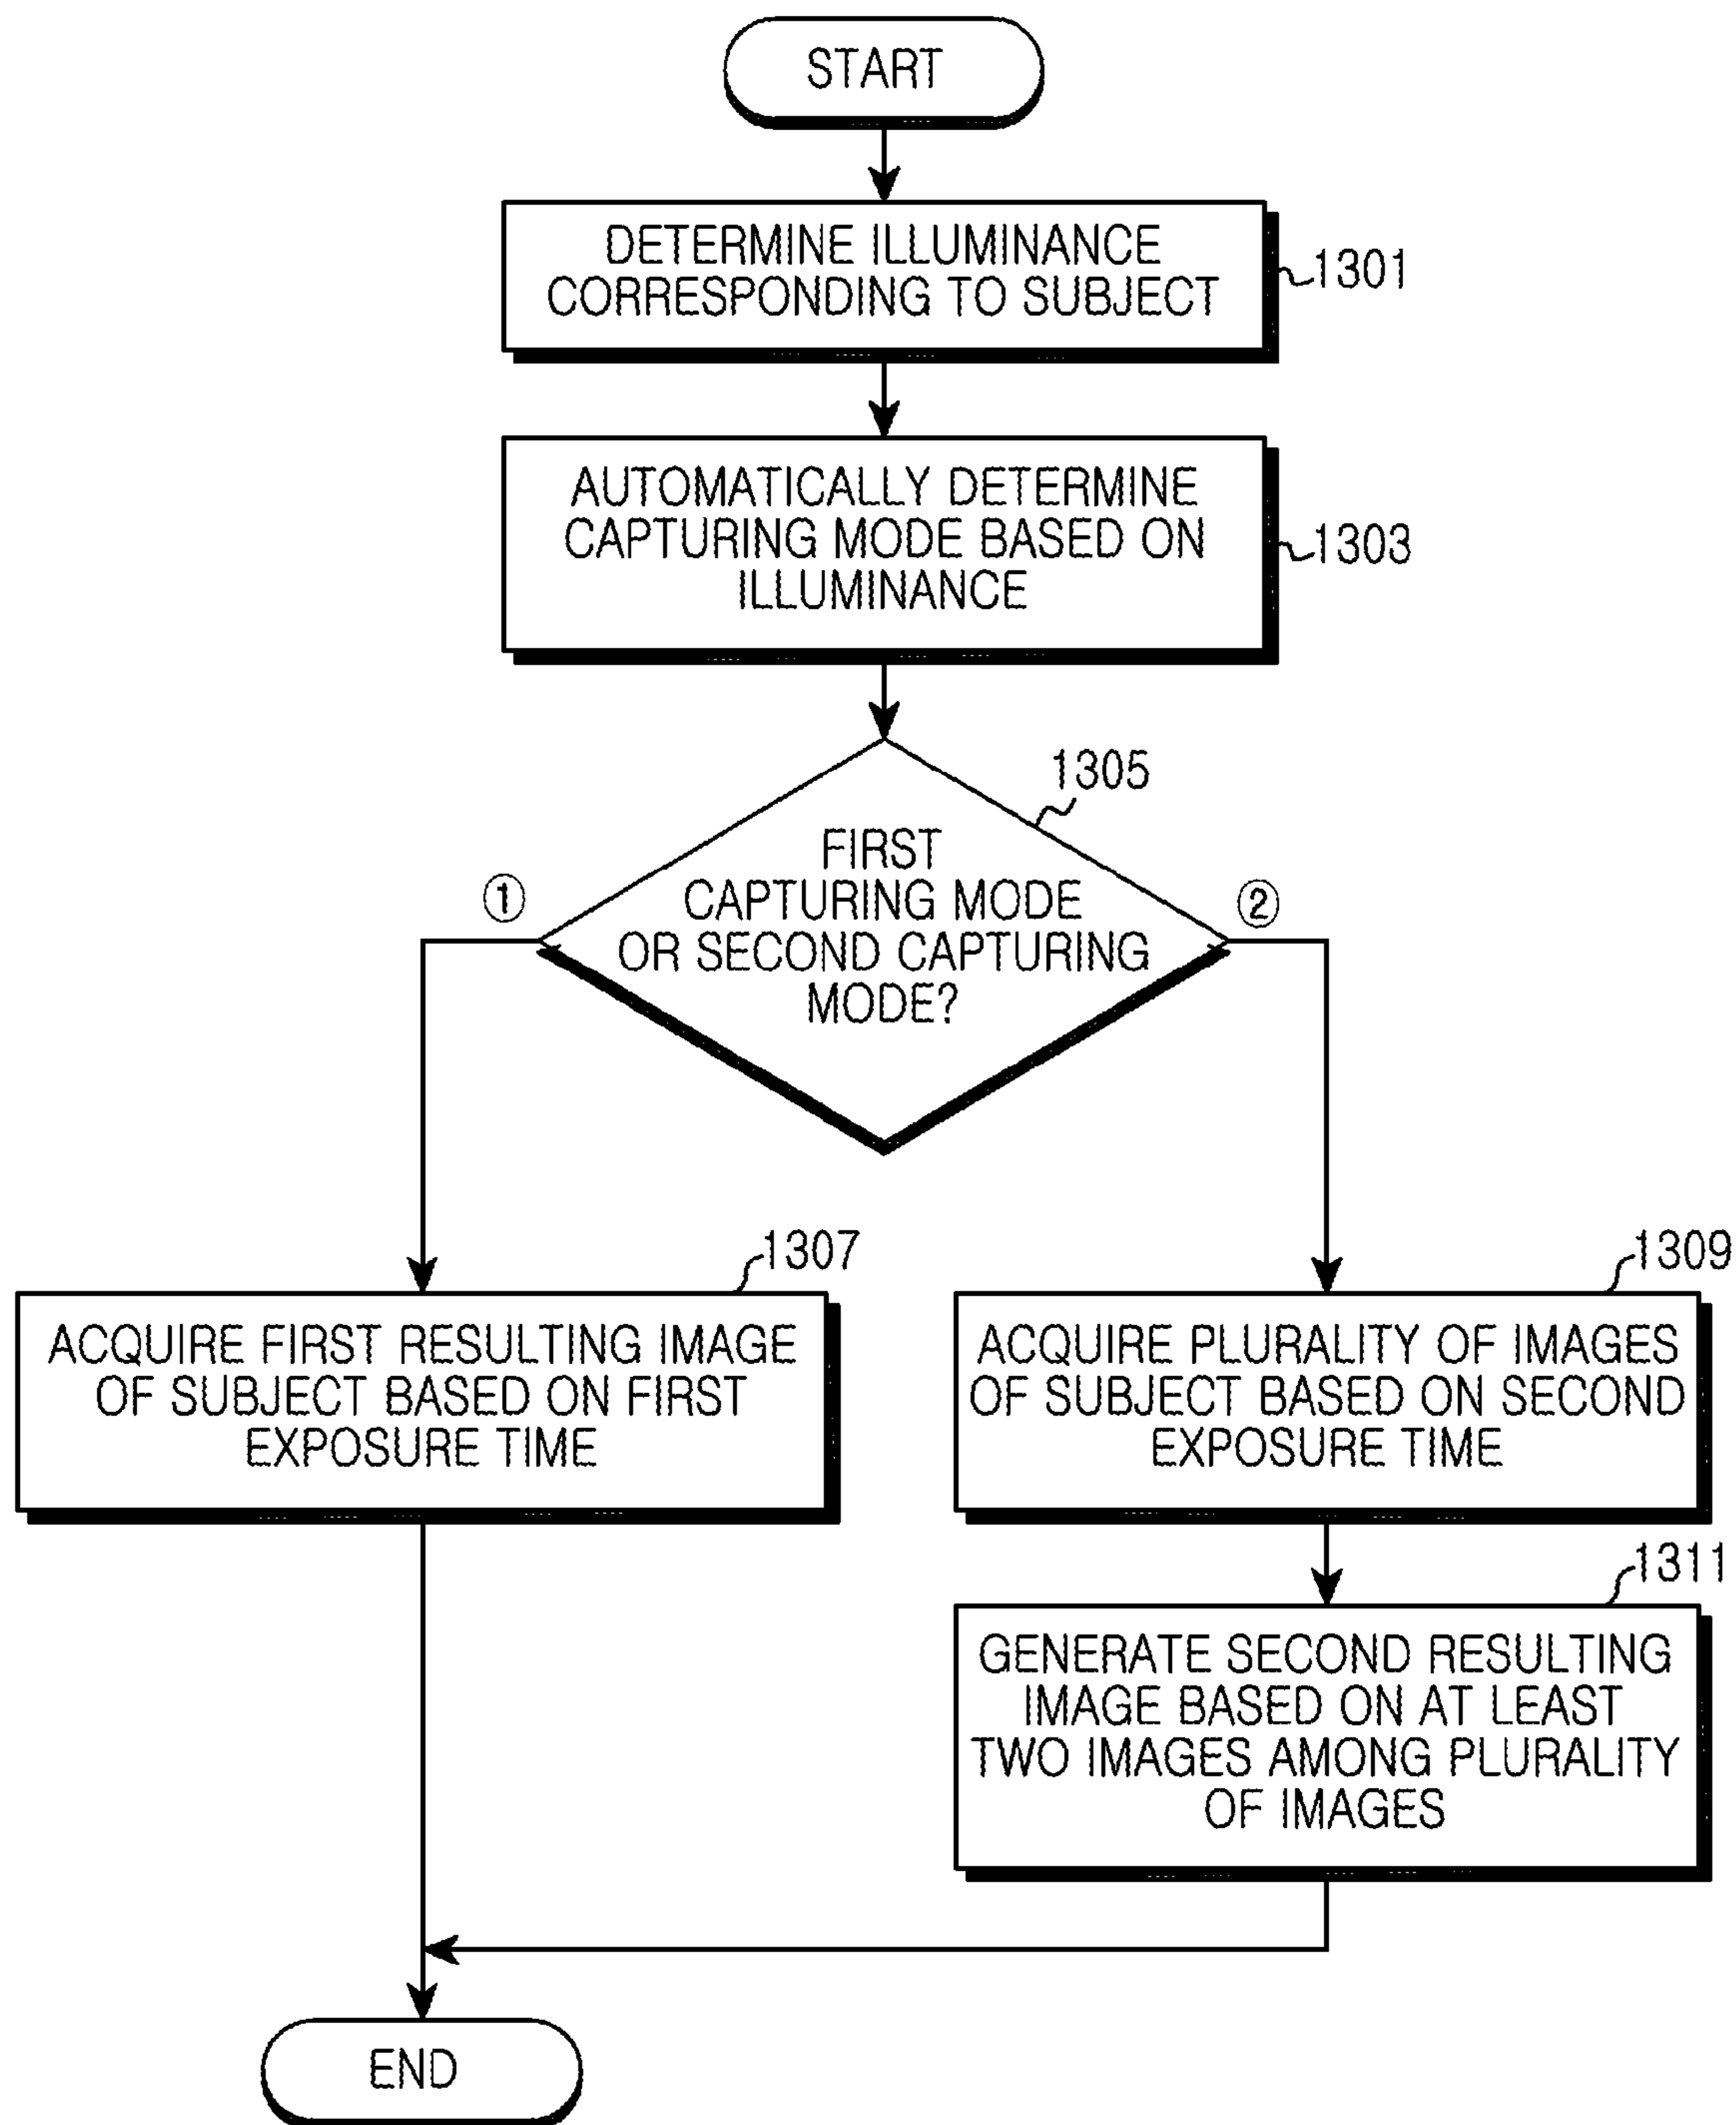 START
DETERMINE ILLUMINANCE
CORRESPONDING TO SUBJECT
1301
AUTOMATICALLY DETERMINE
CAPTURING MODE BASED ON
ILLUMINANCE
1303
1305
FIRST
CAPTURING MODE
OR SECOND CAPTURING
MODE?
①
②
1307
ACQUIRE FIRST RESULTING IMAGE
OF SUBJECT BASED ON FIRST
EXPOSURE TIME
1309
ACQUIRE PLURALITY OF IMAGES
OF SUBJECT BASED ON SECOND
EXPOSURE TIME
1311
GENERATE SECOND RESULTING
IMAGE BASED ON AT LEAST
TWO IMAGES AMONG PLURALITY
OF IMAGES
END